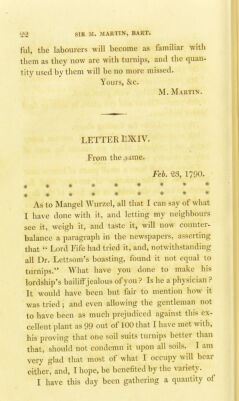 22 SIR M. MARTIN, BART.
ful, the labourers will become as familiar with
them as they now are with turnips, and the quan-
tity used by them will be no more missed.
Yours, &c.
M. MARTIN.
LETTER LXXIV.
From the same.
Feb. 23, 1790.
* * * * * * * * *
* * * * * * * * *
As to Mangel Wurzel, all that I can say of what
I have done with it, and letting my neighbours
see it, weigh it, and taste it, will now counter-
balance a paragraph in the newspapers, asserting
that “ Lord Fife had tried it, and, notwithstanding
all Dr. Lettsom's boasting, found it not equal to
turnips.” What have you done to make his
lordship's bailiff jealous of you? Is he a physician?
It would have been but fair to mention how it
was tried; and even allowing the gentleman not
to have been as much prejudiced against this ex-
cellent plant as 99 out of 100 that I have met with,
his proving that one soil suits turnips better than
that, should not condemn it upon all soils. I am
very glad that most of what I occupy will bear
either, and, I hope, be benefited by the variety.
I have this day been gathering a quantity of